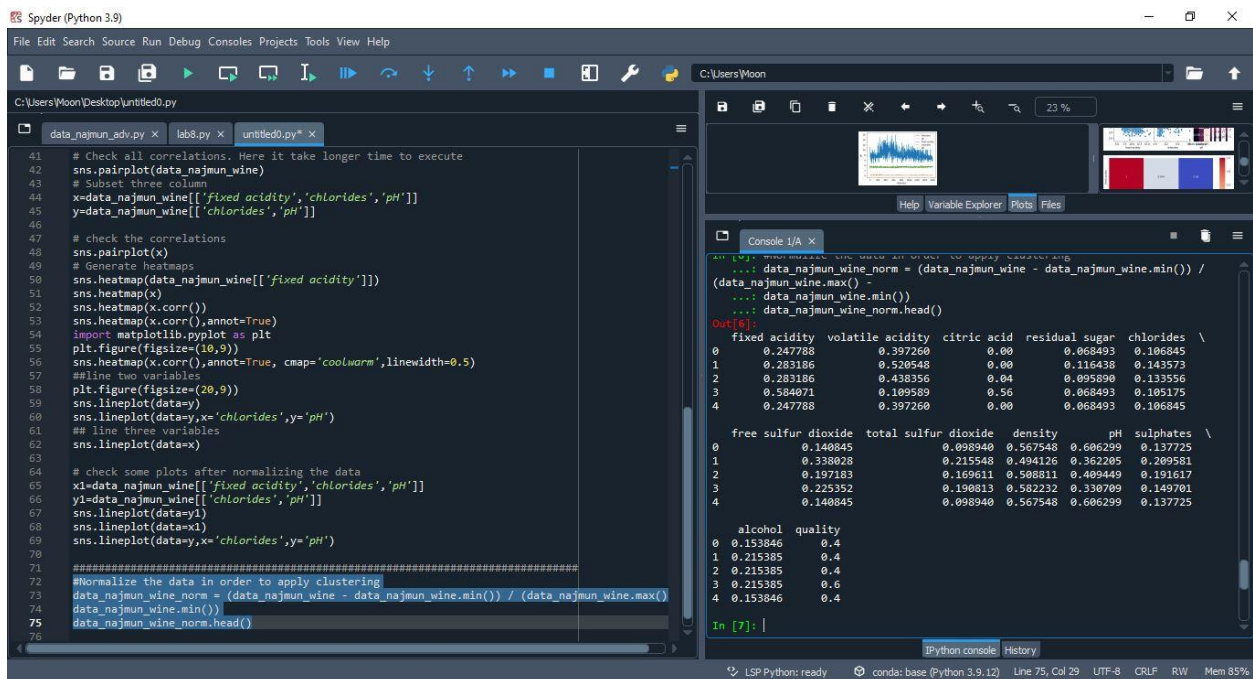 Spyder (Python 3.9)
File Edit Search Source Run Debug Consoles Projects Tools View Help
C:\Users\Moon
C:\Users\Moon\Desktop\untitled0.py
data_najmun_adv.py × lab8.py × untitled0.py* ×
41 # Check all correlations. Here it take longer time to execute
42 sns.pairplot(data_najmun_wine)
43 # Subset three column
44 x=data_najmun_wine[['fixed acidity','chlorides','pH']]
45 y=data_najmun_wine[['chlorides','pH']]
46
47 # check the correlations
48 sns.pairplot(x)
49 # Generate heatmaps
50 sns.heatmap(data_najmun_wine[['fixed acidity']])
51 sns.heatmap(x)
52 sns.heatmap(x.corr())
53 sns.heatmap(x.corr(),annot=True)
54 import matplotlib.pyplot as plt
55 plt.figure(figsize=(10,9))
56 sns.heatmap(x.corr(),annot=True, cmap='coolwarm',linewidth=0.5)
57 ##line two variables
58 plt.figure(figsize=(20,9))
59 sns.lineplot(data=y)
60 sns.lineplot(data=y,x='chlorides',y='pH')
61 ## line three variables
62 sns.lineplot(data=x)
63
64 # check some plots after normalizing the data
65 x1=data_najmun_wine[['fixed acidity','chlorides','pH']]
66 y1=data_najmun_wine[['chlorides','pH']]
67 sns.lineplot(data=y1)
68 sns.lineplot(data=x1)
69 sns.lineplot(data=y,x='chlorides',y='pH')
70
71 ################################################################################
72 #Normalize the data in order to apply clustering
73 data_najmun_wine_norm = (data_najmun_wine - data_najmun_wine.min()) / (data_najmun_wine.max()
74 data_najmun_wine.min())
75 data_najmun_wine_norm.head()
76
23 %
Help Variable Explorer Plots Files
Console 1/A ×
In [6]: #Normalize the data in order to apply clustering
...: data_najmun_wine_norm = (data_najmun_wine - data_najmun_wine.min()) /
(data_najmun_wine.max() -
...: data_najmun_wine.min())
...: data_najmun_wine_norm.head()
Out[6]:
fixed acidity volatile acidity citric acid residual sugar chlorides \
0 0.247788 0.397260 0.00 0.068493 0.106845
1 0.283186 0.520548 0.00 0.116438 0.143573
2 0.283186 0.438356 0.04 0.095890 0.133556
3 0.584071 0.109589 0.56 0.068493 0.105175
4 0.247788 0.397260 0.00 0.068493 0.106845
free sulfur dioxide total sulfur dioxide density pH sulphates \
0 0.140845 0.098940 0.567548 0.606299 0.137725
1 0.338028 0.215548 0.494126 0.362205 0.209581
2 0.197183 0.169611 0.508811 0.409449 0.191617
3 0.225352 0.190813 0.582232 0.330709 0.149701
4 0.140845 0.098940 0.567548 0.606299 0.137725
alcohol quality
0 0.153846 0.4
1 0.215385 0.4
2 0.215385 0.4
3 0.215385 0.6
4 0.153846 0.4
In [7]:
IPython console History
LSP Python: ready conda: base (Python 3.9.12) Line 75, Col 29 UTF-8 CRLF RW Mem 85%